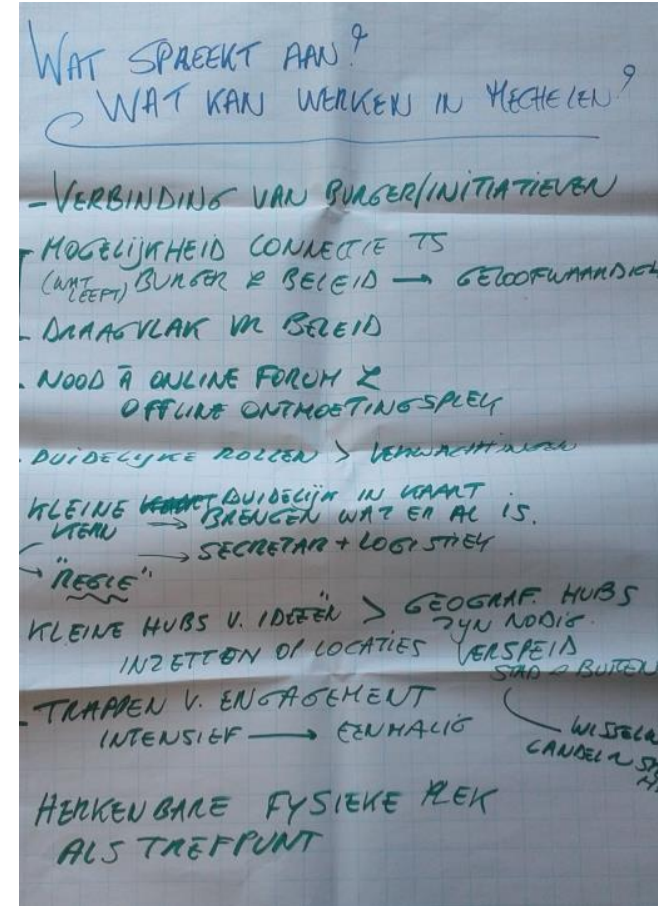 WAT SPREEKT AAN?
WAT KAN WERKEN IN MECHELEN?
- VERBINDING VAN BURGER/INITIATIEVEN
- MOGELIJKHEID CONNECTIE TS
(WAT LEEFT) BURGER & BELEID → GELOOFWAARDIG
- DRAAGVLAK VR BELEID
- NOOD À ONLINE FORUM &
OFFLINE ONTMOETINGSPLEK
- DUIDELIJKE ROLLEN > VERWACHTINGEN
KLEINE DUIDELIJK IN KAART
KERN → BRENGEN WAT ER AL IS.
→ SECRETAR + LOGISTIEK
→ "REGIE"
KLEINE HUBS V. IDEEËN > GEOGRAF. HUBS
ZYN NODIG.
INZETTEN OP LOCATIES VERSPEID
STAD BUITEN
- TRAPPEN V. ENGAGEMENT
INTENSIEF → EENMALIG
HERKENBARE FYSIEKE PLEK
ALS TREFPUNT